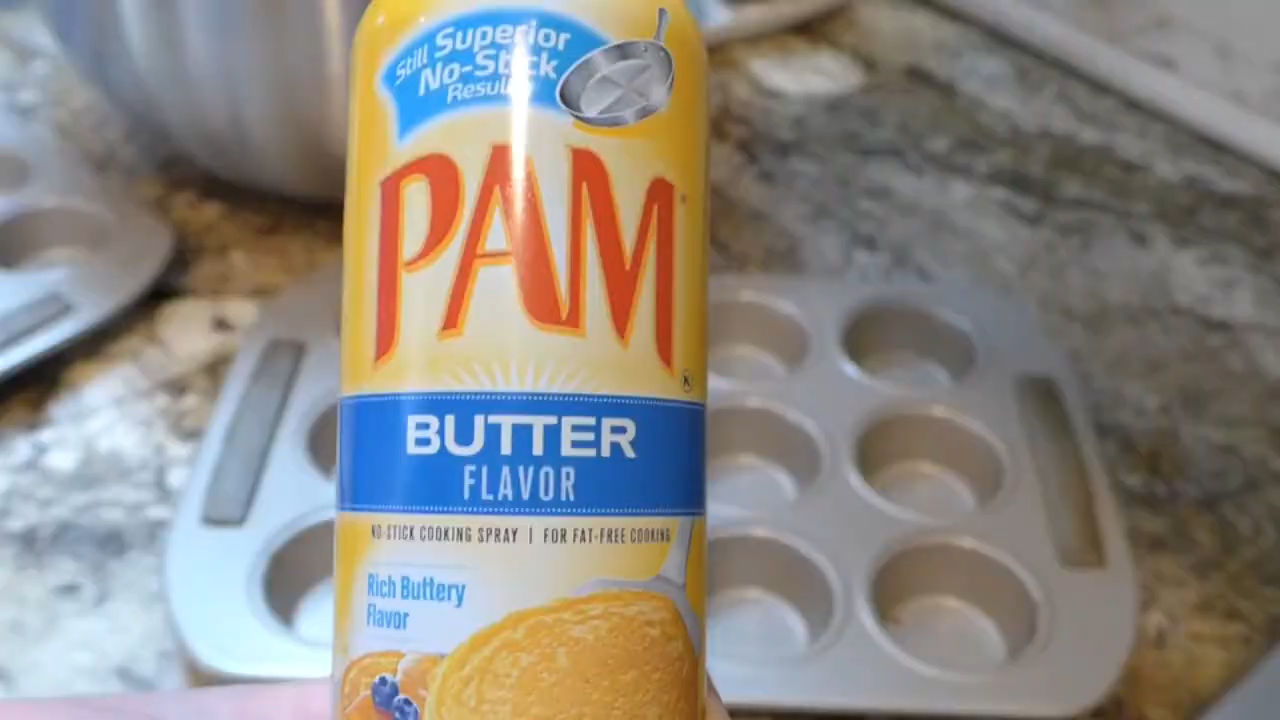 Still Superior
No-Stick
Results
PAM
K
BUTTER
FLAVOR
NO-STICK COOKING SPRAY | FOR FAT-FREE COOKING
Rich Buttery
Flavor